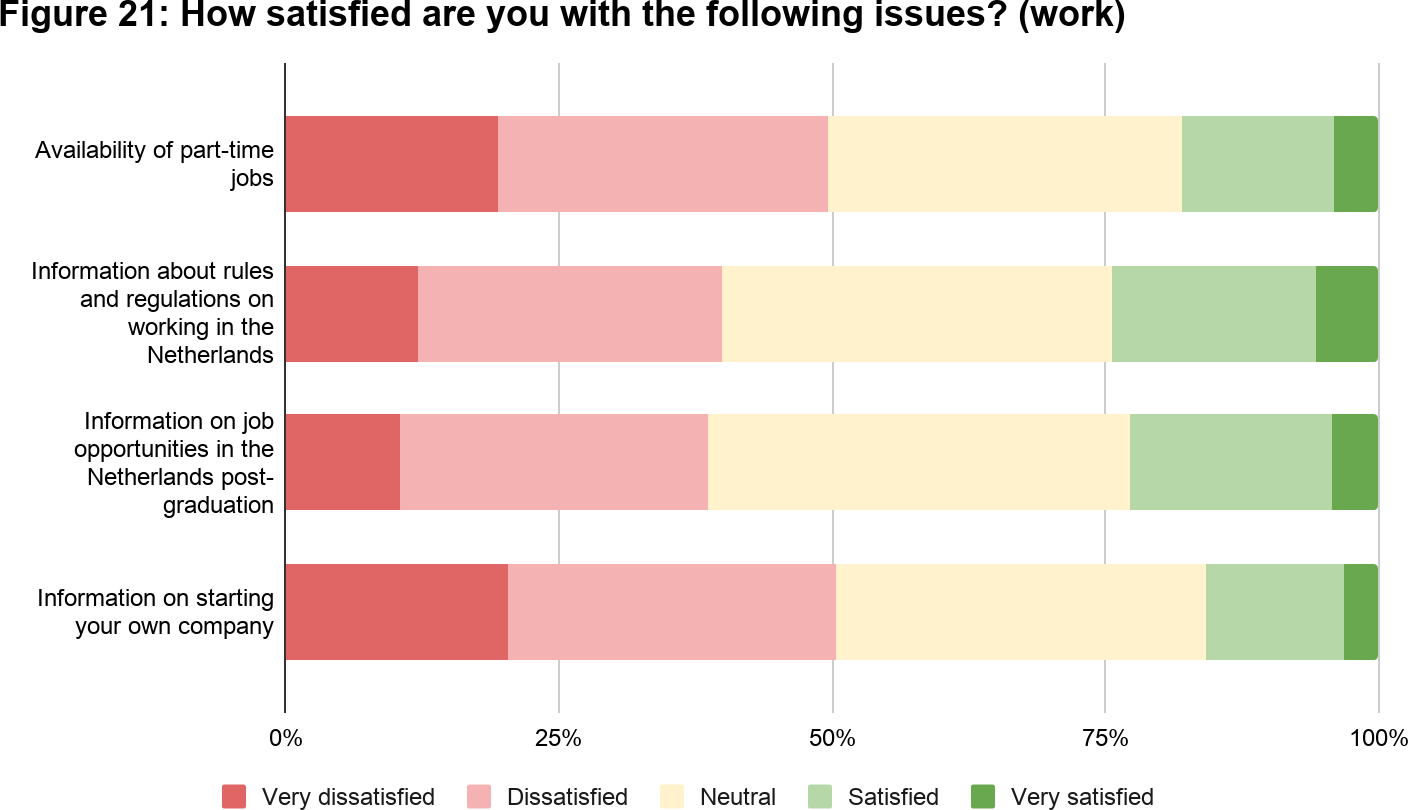 Figure 21: How satisfied are you with the following issues? (work)
Availability of part-time
jobs
Information about rules
and regulations on
working in the
Netherlands
Information on job
opportunities in the
Netherlands post-
graduation
Information on starting
your own company
0% 25% 50% 75% 100%
Very dissatisfied Dissatisfied Neutral Satisfied Very satisfied